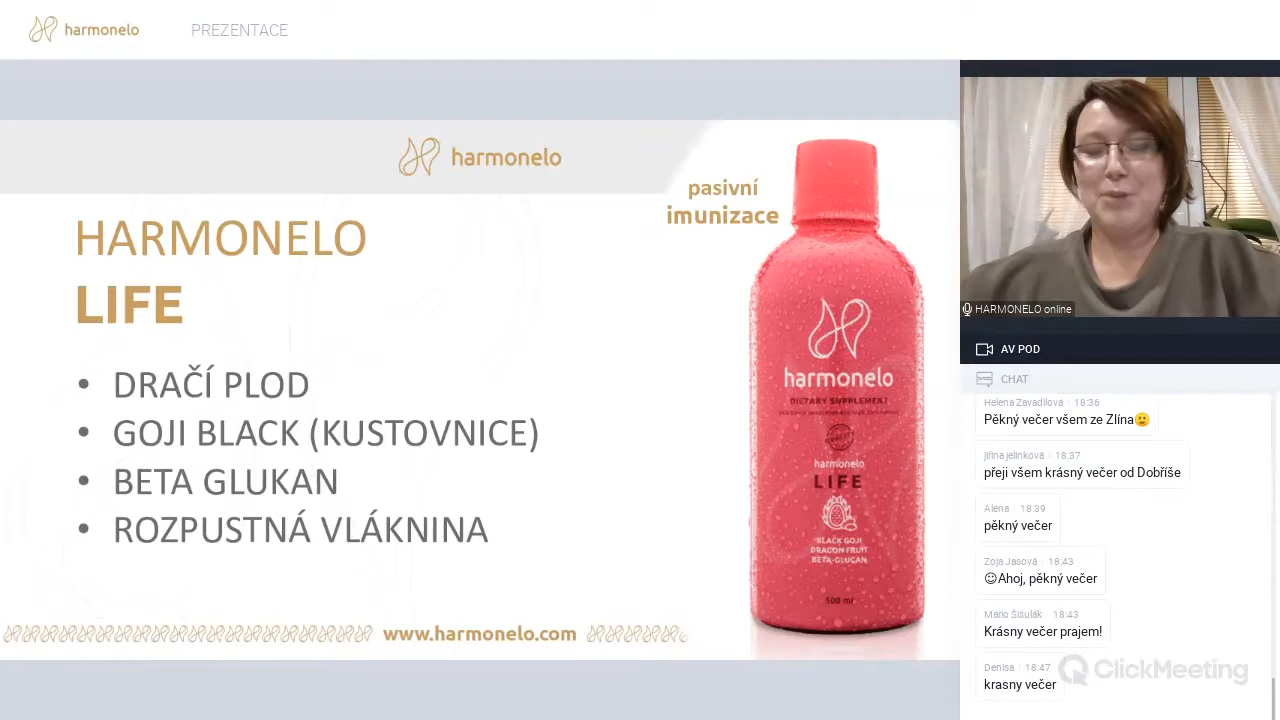 harmonelo
PREZENTACE
harmonelo
pasivní
imunizace
HARMONELO
LIFE
• DRAČÍ PLOD
• GOJI BLACK (KUSTOVNICE)
• BETA GLUKAN
• ROZPUSTNÁ VLÁKNINA
harmonelo
DIETARY SUPPLEMENT
QUALITY
harmonelo
LIFE
BLACK GOJI
DRAGON FRUIT
BETA-GLUCAN
500 ml
www.harmonelo.com
HARMONELO online
AV POD
CHAT
Helena Zavadilová · 18:36
Pěkný večer všem ze Zlína🙂
jiřina jelinková · 18:37
přeji všem krásný večer od Dobříše
Alena · 18:39
pěkný večer
Zoja Jasová · 18:43
☺Ahoj, pěkný večer
Mário Šišulák · 18:43
Krásny večer prajem!
Denisa · 18:47
krasny večer
ClickMeeting